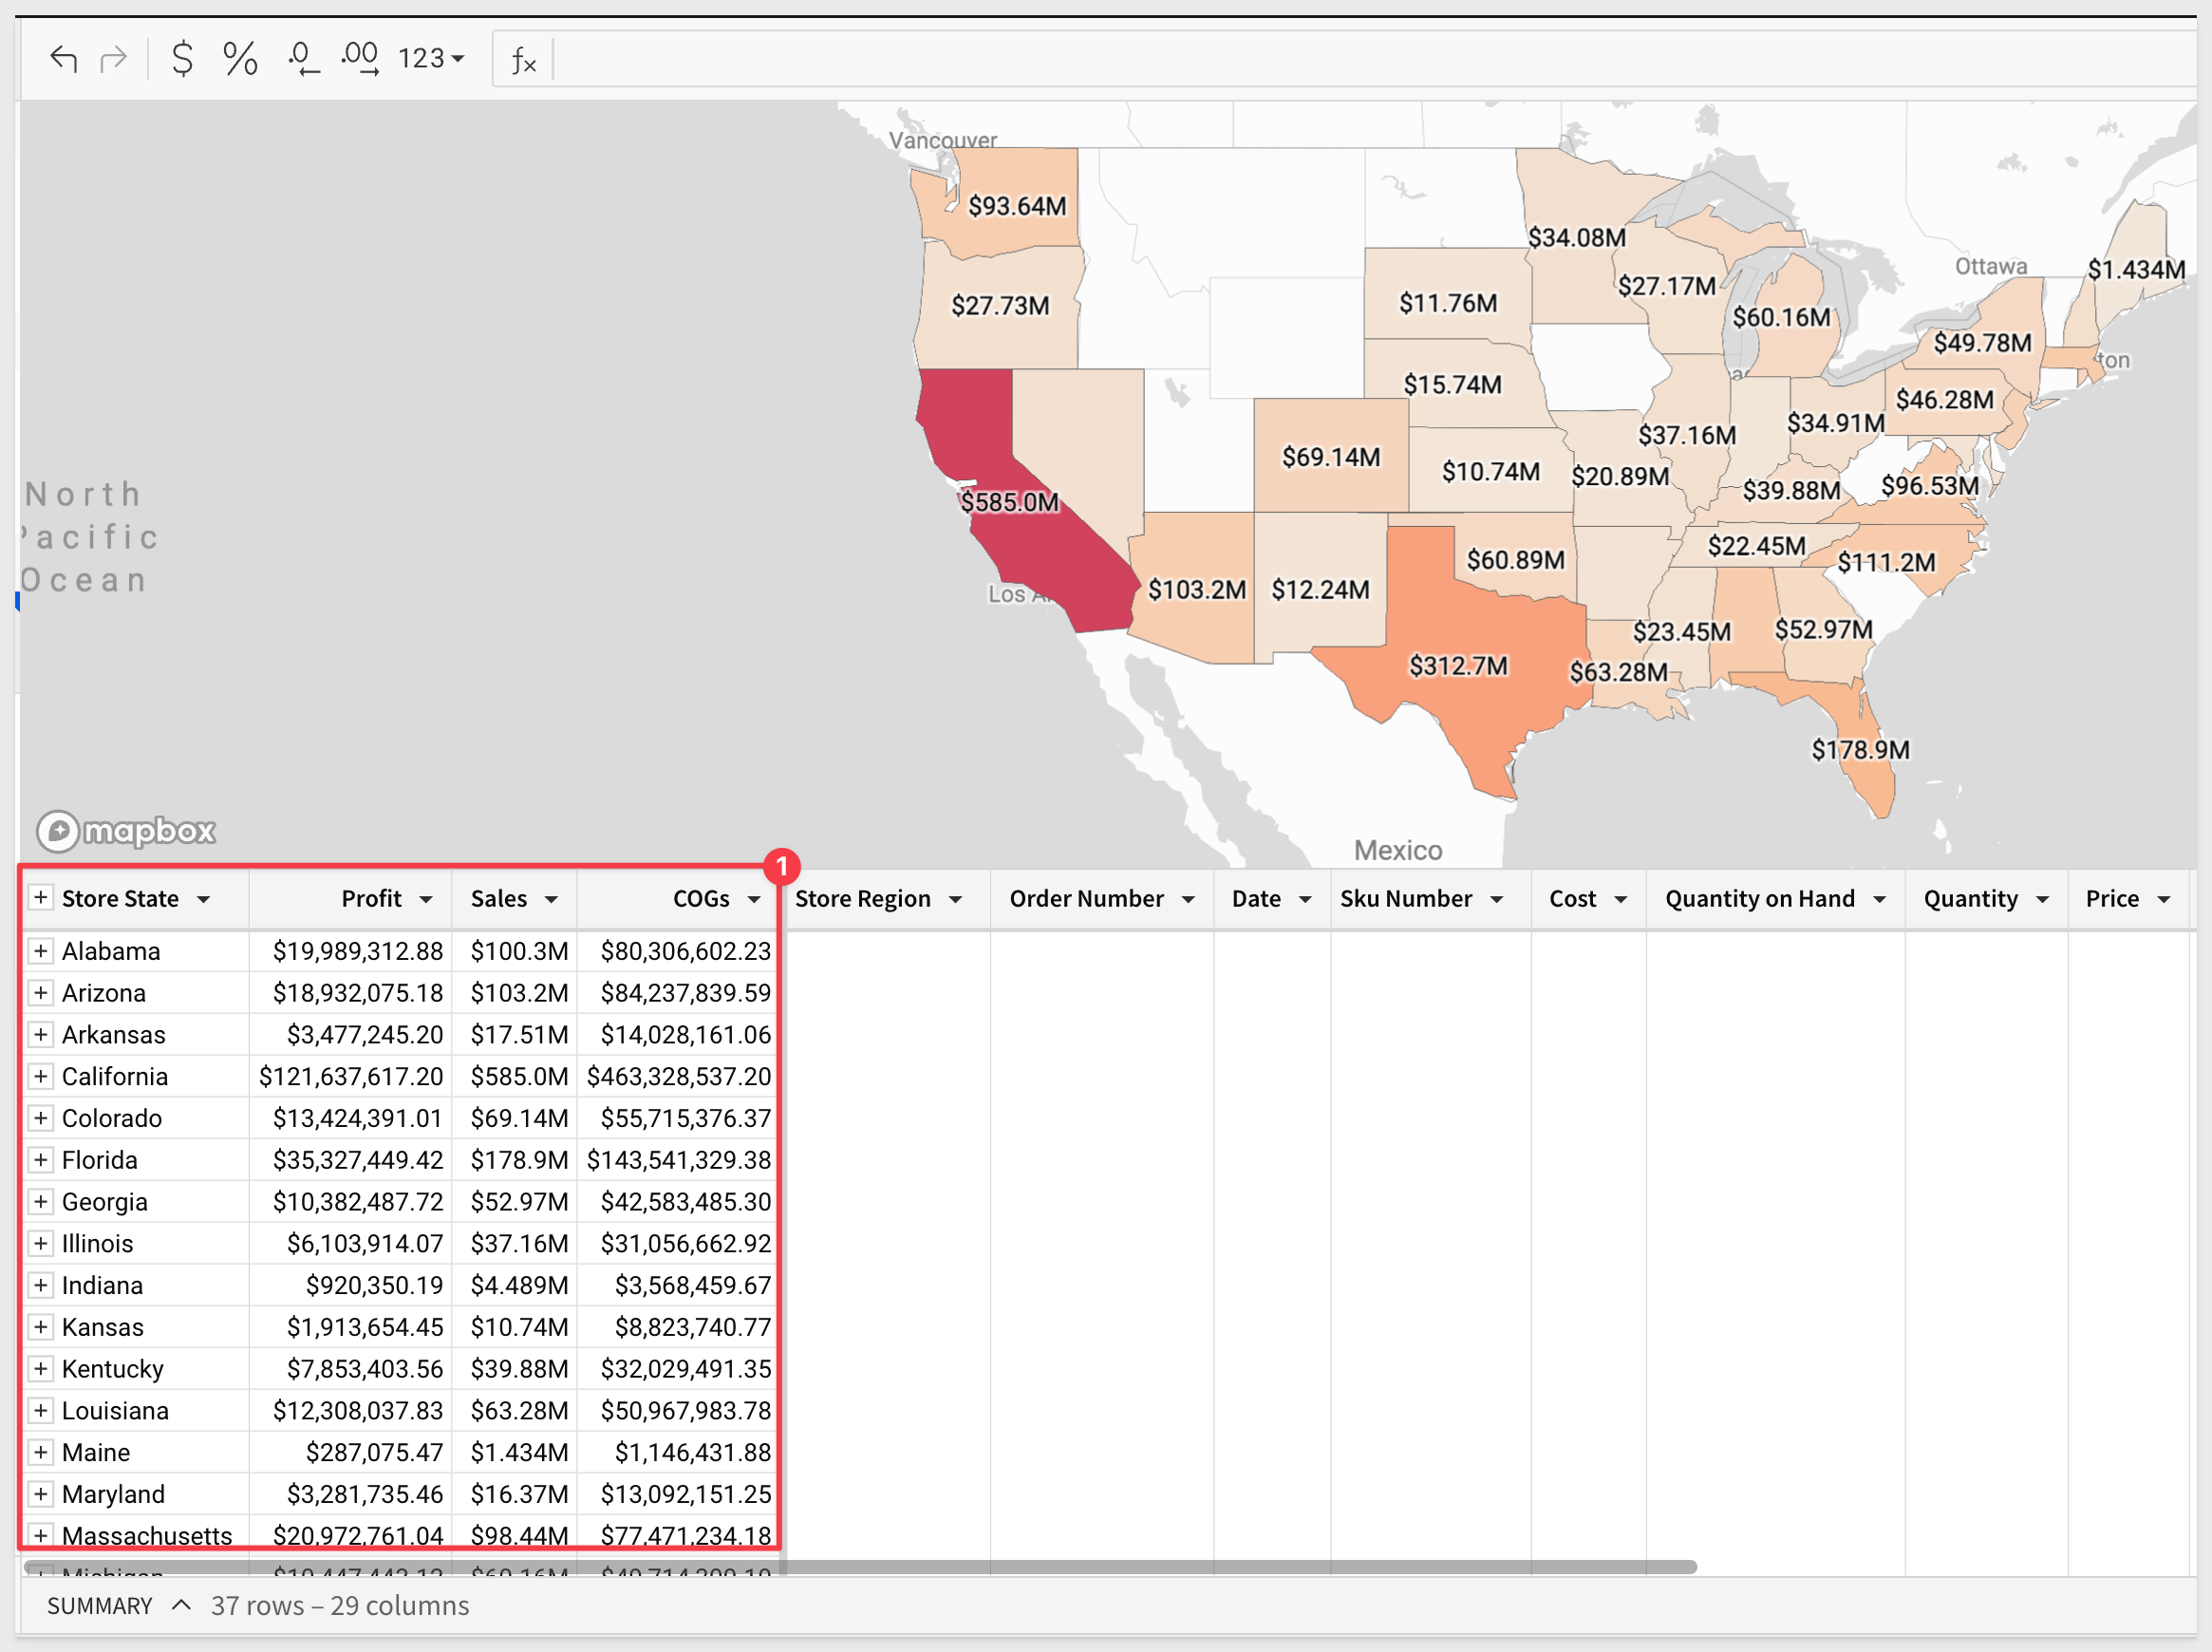 $ % .0 .00 123 fx
Vancouver
$93.64M
$34.08M
Ottawa
$1.434M
$27.17M
$11.76M
$27.73M
$60.16M
$49.78M
ton
$15.74M
$46.28M
$34.91M
$37.16M
$69.14M
$10.74M
$20.89M
$39.88M
$96.53M
North
Pacific
Ocean
$585.0M
$22.45M
$60.89M
$111.2M
Los A
$103.2M
$12.24M
$23.45M
$52.97M
$312.7M
$63.28M
$178.9M
mapbox
Mexico
1
Store State Profit Sales COGs Store Region Order Number Date Sku Number Cost Quantity on Hand Quantity Price
Alabama $19,989,312.88 $100.3M $80,306,602.23
Arizona $18,932,075.18 $103.2M $84,237,839.59
Arkansas $3,477,245.20 $17.51M $14,028,161.06
California $121,637,617.20 $585.0M $463,328,537.20
Colorado $13,424,391.01 $69.14M $55,715,376.37
Florida $35,327,449.42 $178.9M $143,541,329.38
Georgia $10,382,487.72 $52.97M $42,583,485.30
Illinois $6,103,914.07 $37.16M $31,056,662.92
Indiana $920,350.19 $4.489M $3,568,459.67
Kansas $1,913,654.45 $10.74M $8,823,740.77
Kentucky $7,853,403.56 $39.88M $32,029,491.35
Louisiana $12,308,037.83 $63.28M $50,967,983.78
Maine $287,075.47 $1.434M $1,146,431.88
Maryland $3,281,735.46 $16.37M $13,092,151.25
Massachusetts $20,972,761.04 $98.44M $77,471,234.18
Michigan
SUMMARY 37 rows – 29 columns